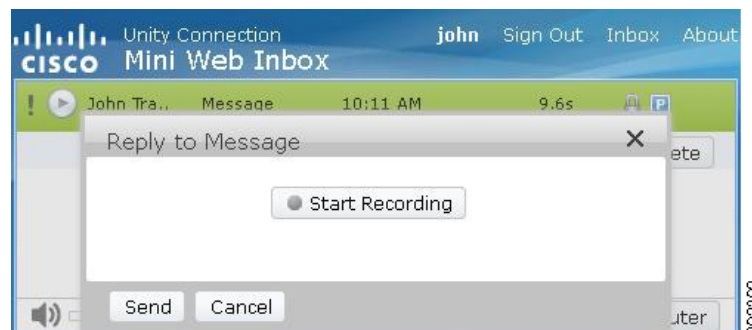 Unity Connection
john Sign Out Inbox About
CISCO Mini Web Inbox
! John Tra.. Message 10:11 AM 9.6s P
Reply to Message
ete
Start Recording
Send Cancel
uter